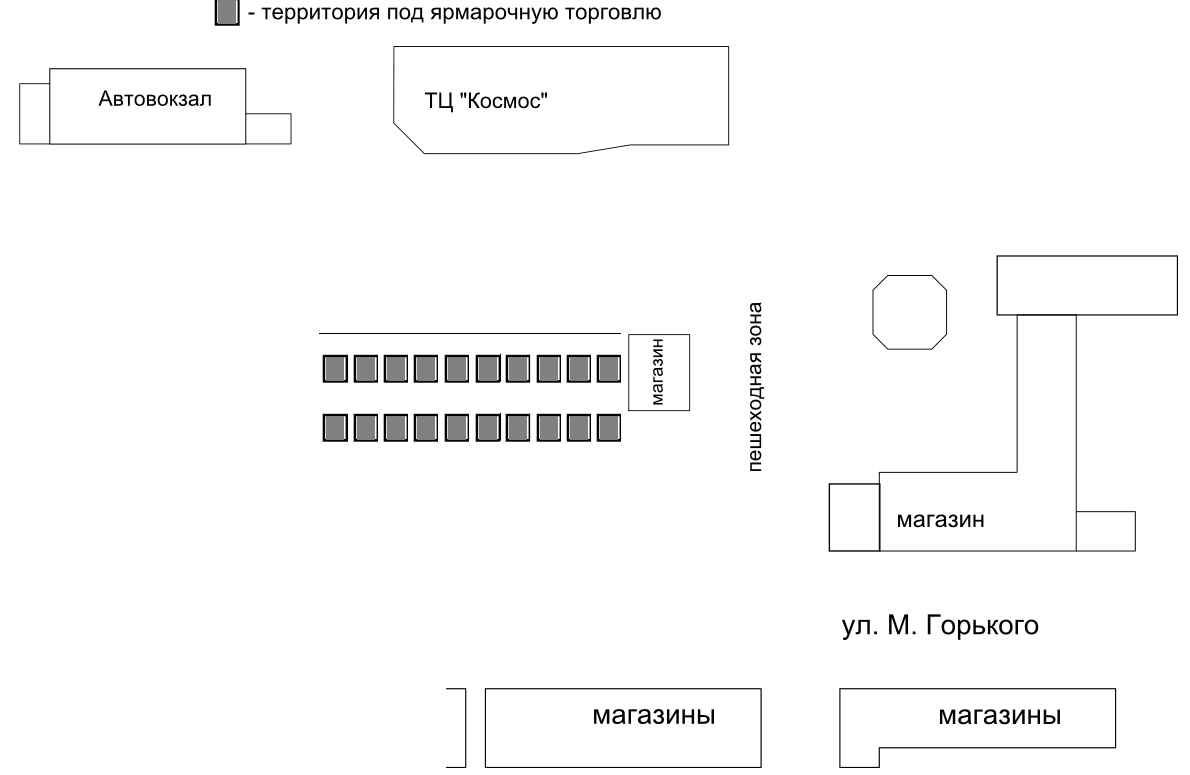 - территория под ярмарочную торговлю
Автовокзал
ТЦ "Космос"
пешеходная зона
магазин
магазин
ул. М. Горького
магазины
магазины